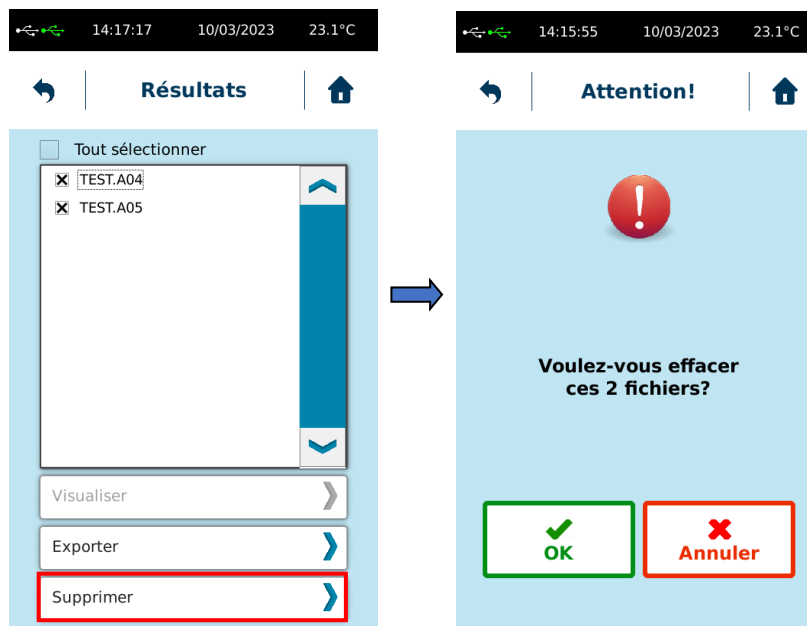 14:17:17 10/03/2023 23.1°C
Résultats
Tout sélectionner
TEST.A04
TEST.A05
Visualiser
Exporter
Supprimer
14:15:55 10/03/2023 23.1°C
Attention!
Voulez-vous effacer
ces 2 fichiers?
OK
Annuler